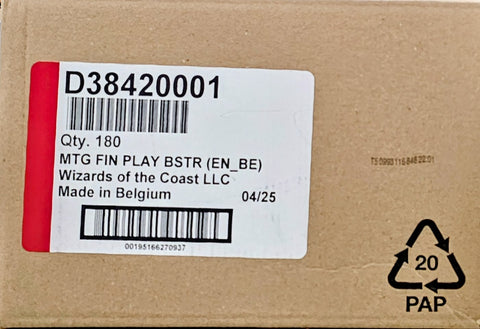 D38420001
Qty. 180
MTG FIN PLAY BSTR (EN_BE)
Wizards of the Coast LLC
Made in Belgium 04/25
00195166270937
20
PAP